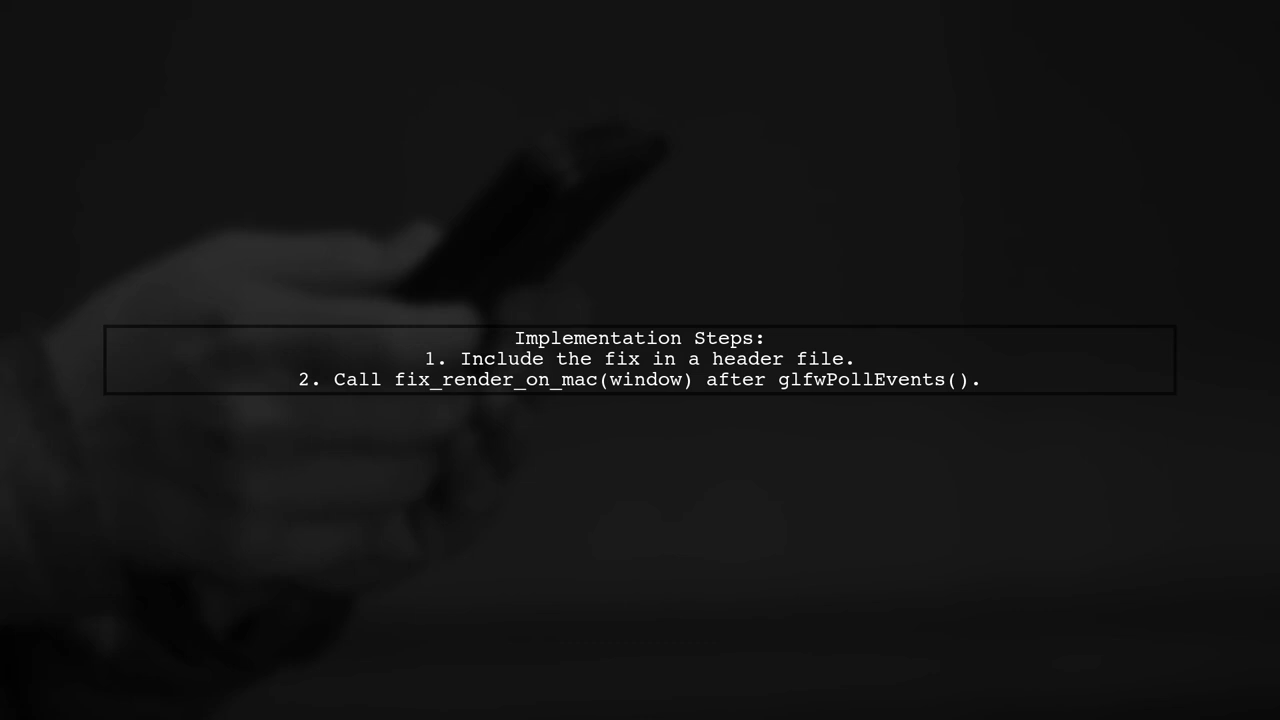 Implementation Steps:
1. Include the fix in a header file.
2. Call fix_render_on_mac(window) after glfwPollEvents().